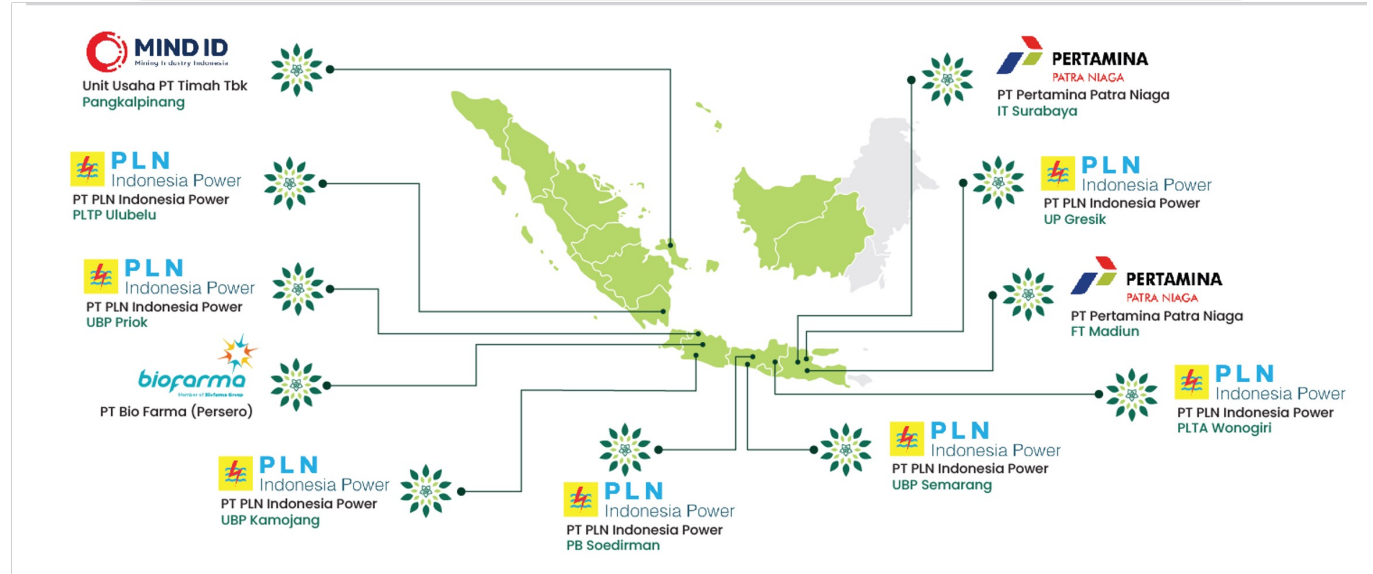 MIND ID
Mining Industry Indonesia
Unit Usaha PT Timah Tbk
Pangkalpinang
PLN
Indonesia Power
PT PLN Indonesia Power
PLTP Ulubelu
PLN
Indonesia Power
PT PLN Indonesia Power
UBP Priok
biofarma
Member of Biofarma Group
PT Bio Farma (Persero)
PLN
Indonesia Power
PT PLN Indonesia Power
UBP Kamojang
PLN
Indonesia Power
PT PLN Indonesia Power
PB Soedirman
PLN
Indonesia Power
PT PLN Indonesia Power
UBP Semarang
PERTAMINA
PATRA NIAGA
PT Pertamina Patra Niaga
IT Surabaya
PLN
Indonesia Power
PT PLN Indonesia Power
UP Gresik
PERTAMINA
PATRA NIAGA
PT Pertamina Patra Niaga
FT Madiun
PLN
Indonesia Power
PT PLN Indonesia Power
PLTA Wonogiri